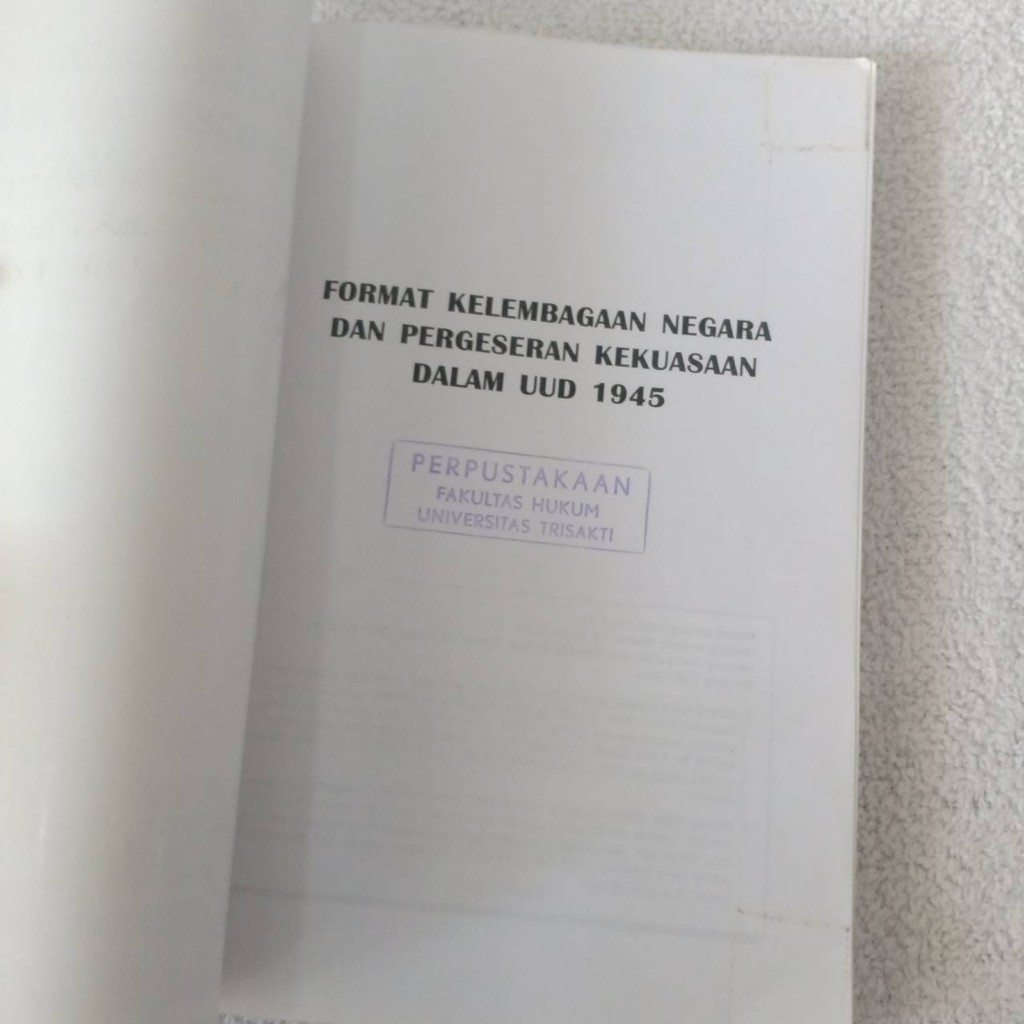 FORMAT KELEMBAGAAN NEGARA
DAN PERGESERAN KEKUASAAN
DALAM UUD 1945
PERPUSTAKAAN
FAKULTAS HUKUM
UNIVERSITAS TRISAKTI